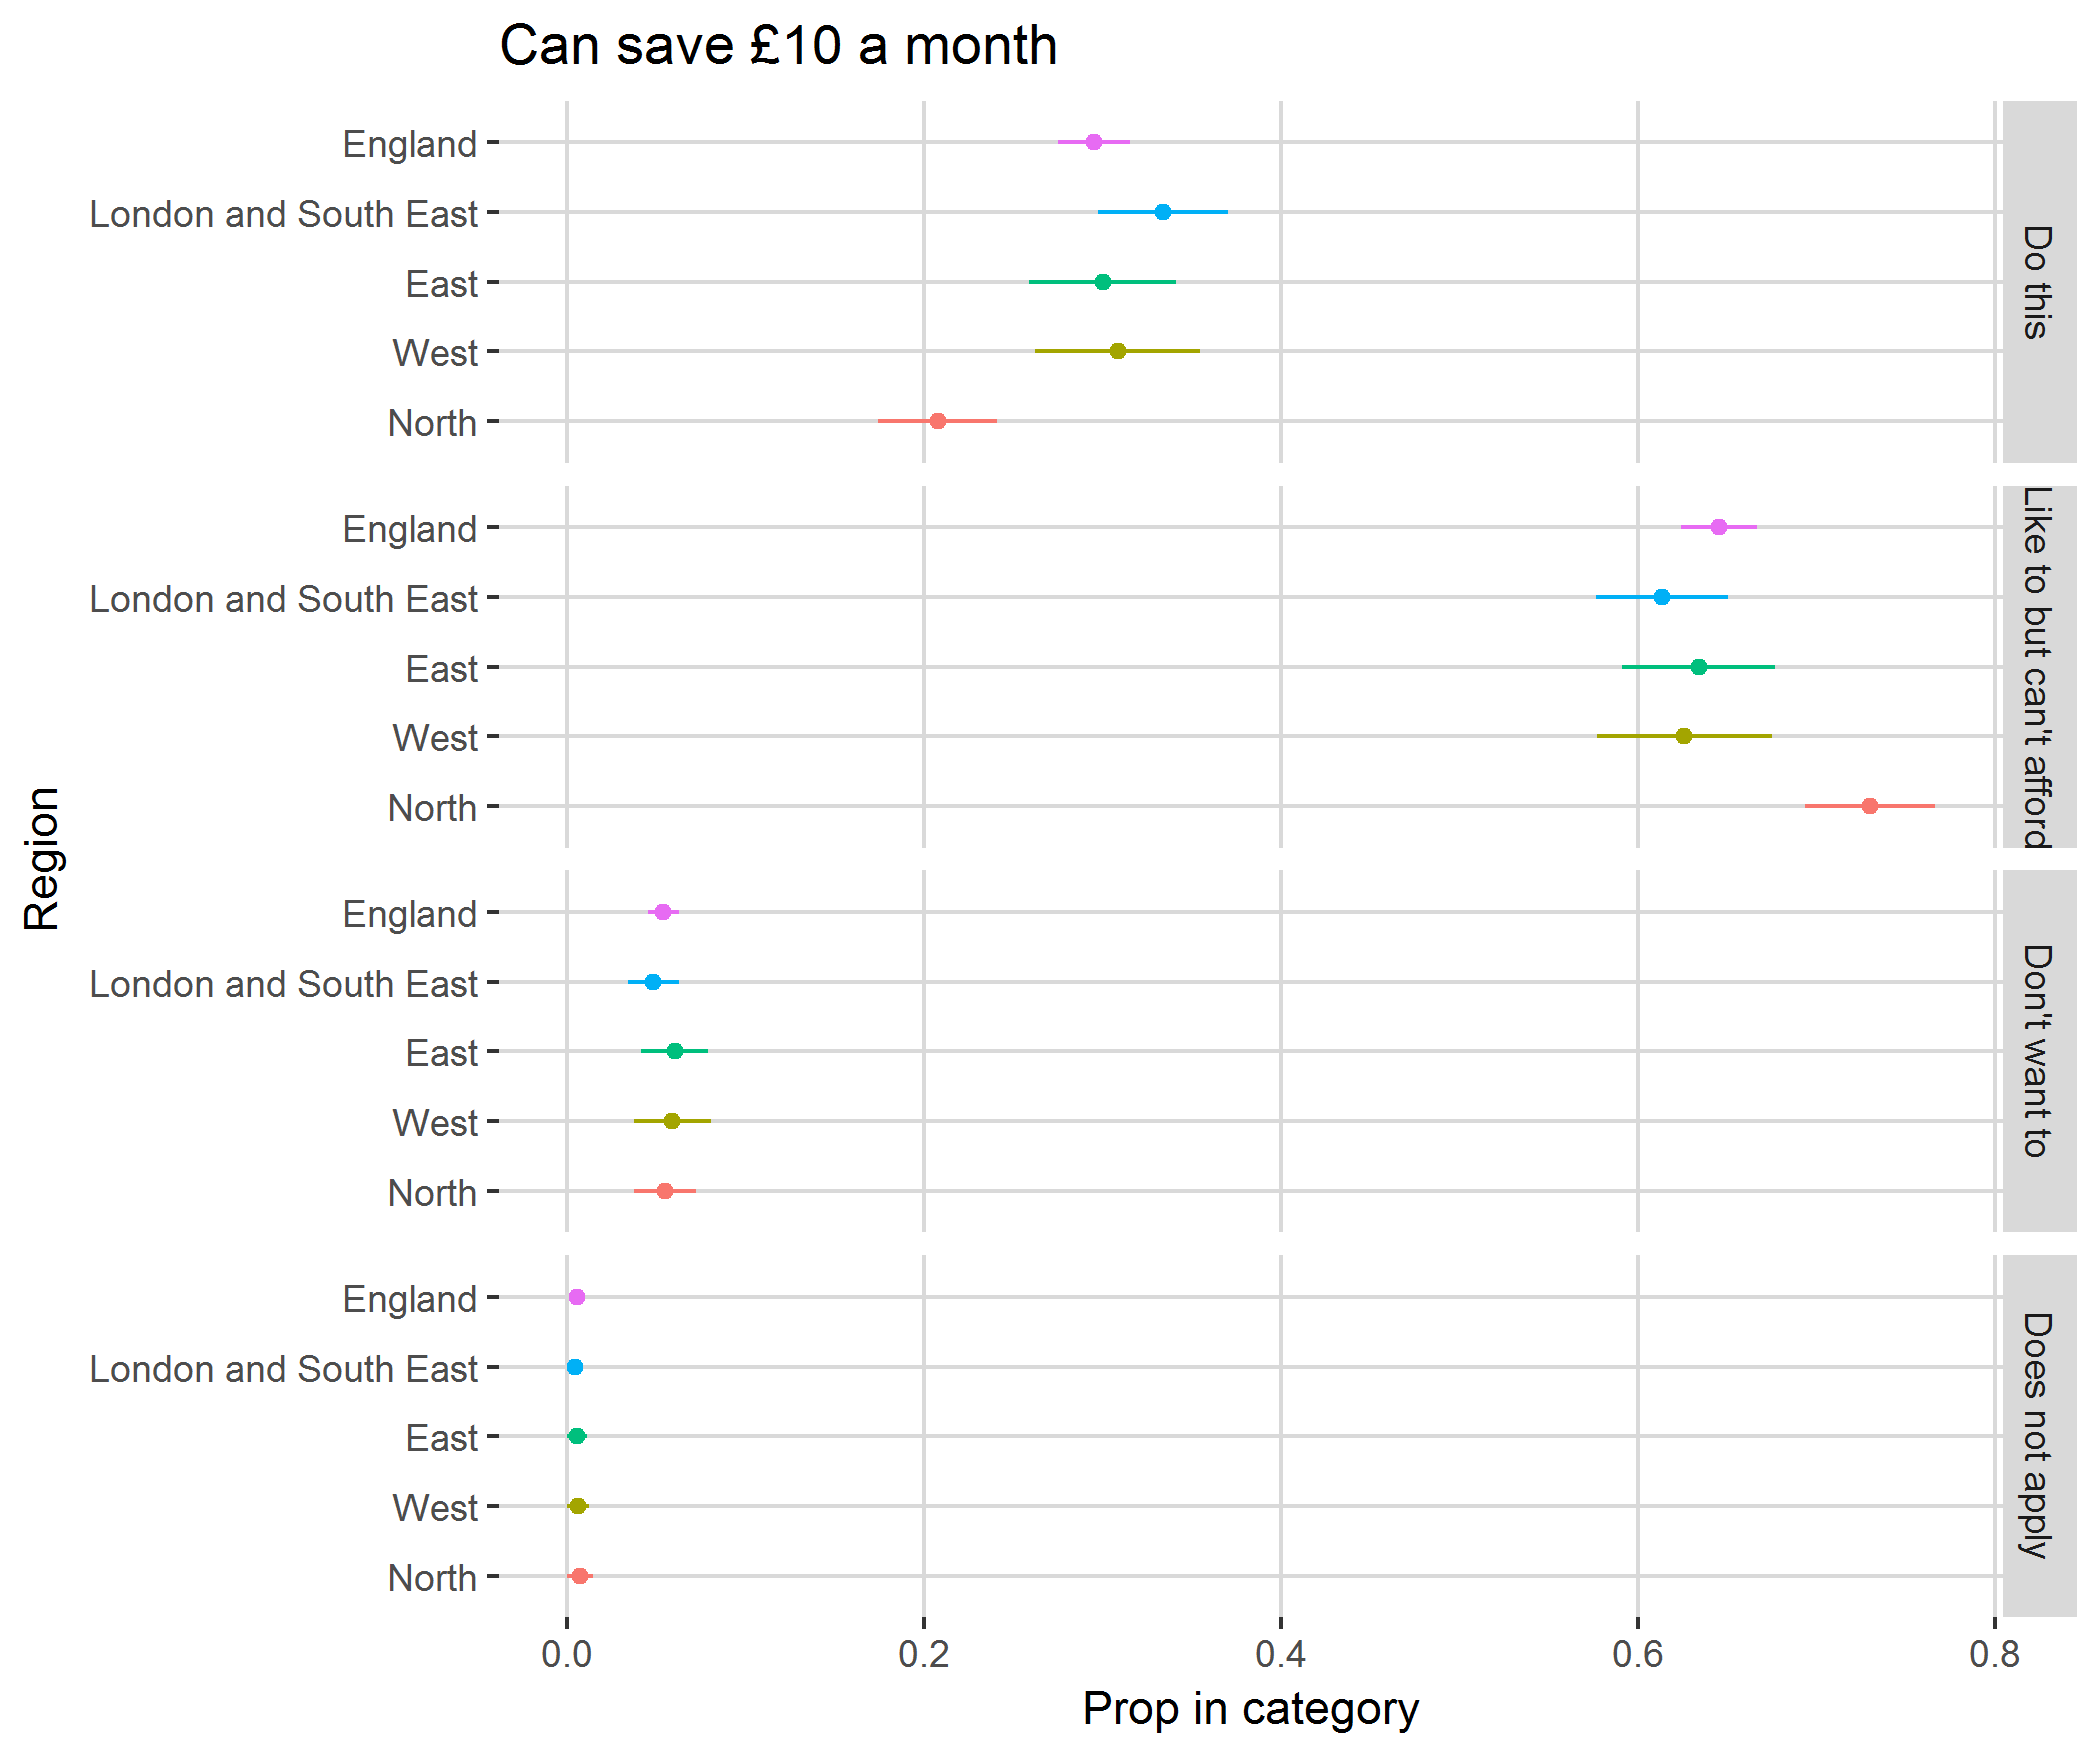 Can save £10 a month
England
London and South East
East
West
North
Do this
England
London and South East
East
West
North
Like to but can't afford
England
London and South East
East
West
North
Don't want to
England
London and South East
East
West
North
Does not apply
Region
0.0 0.2 0.4 0.6 0.8
Prop in category